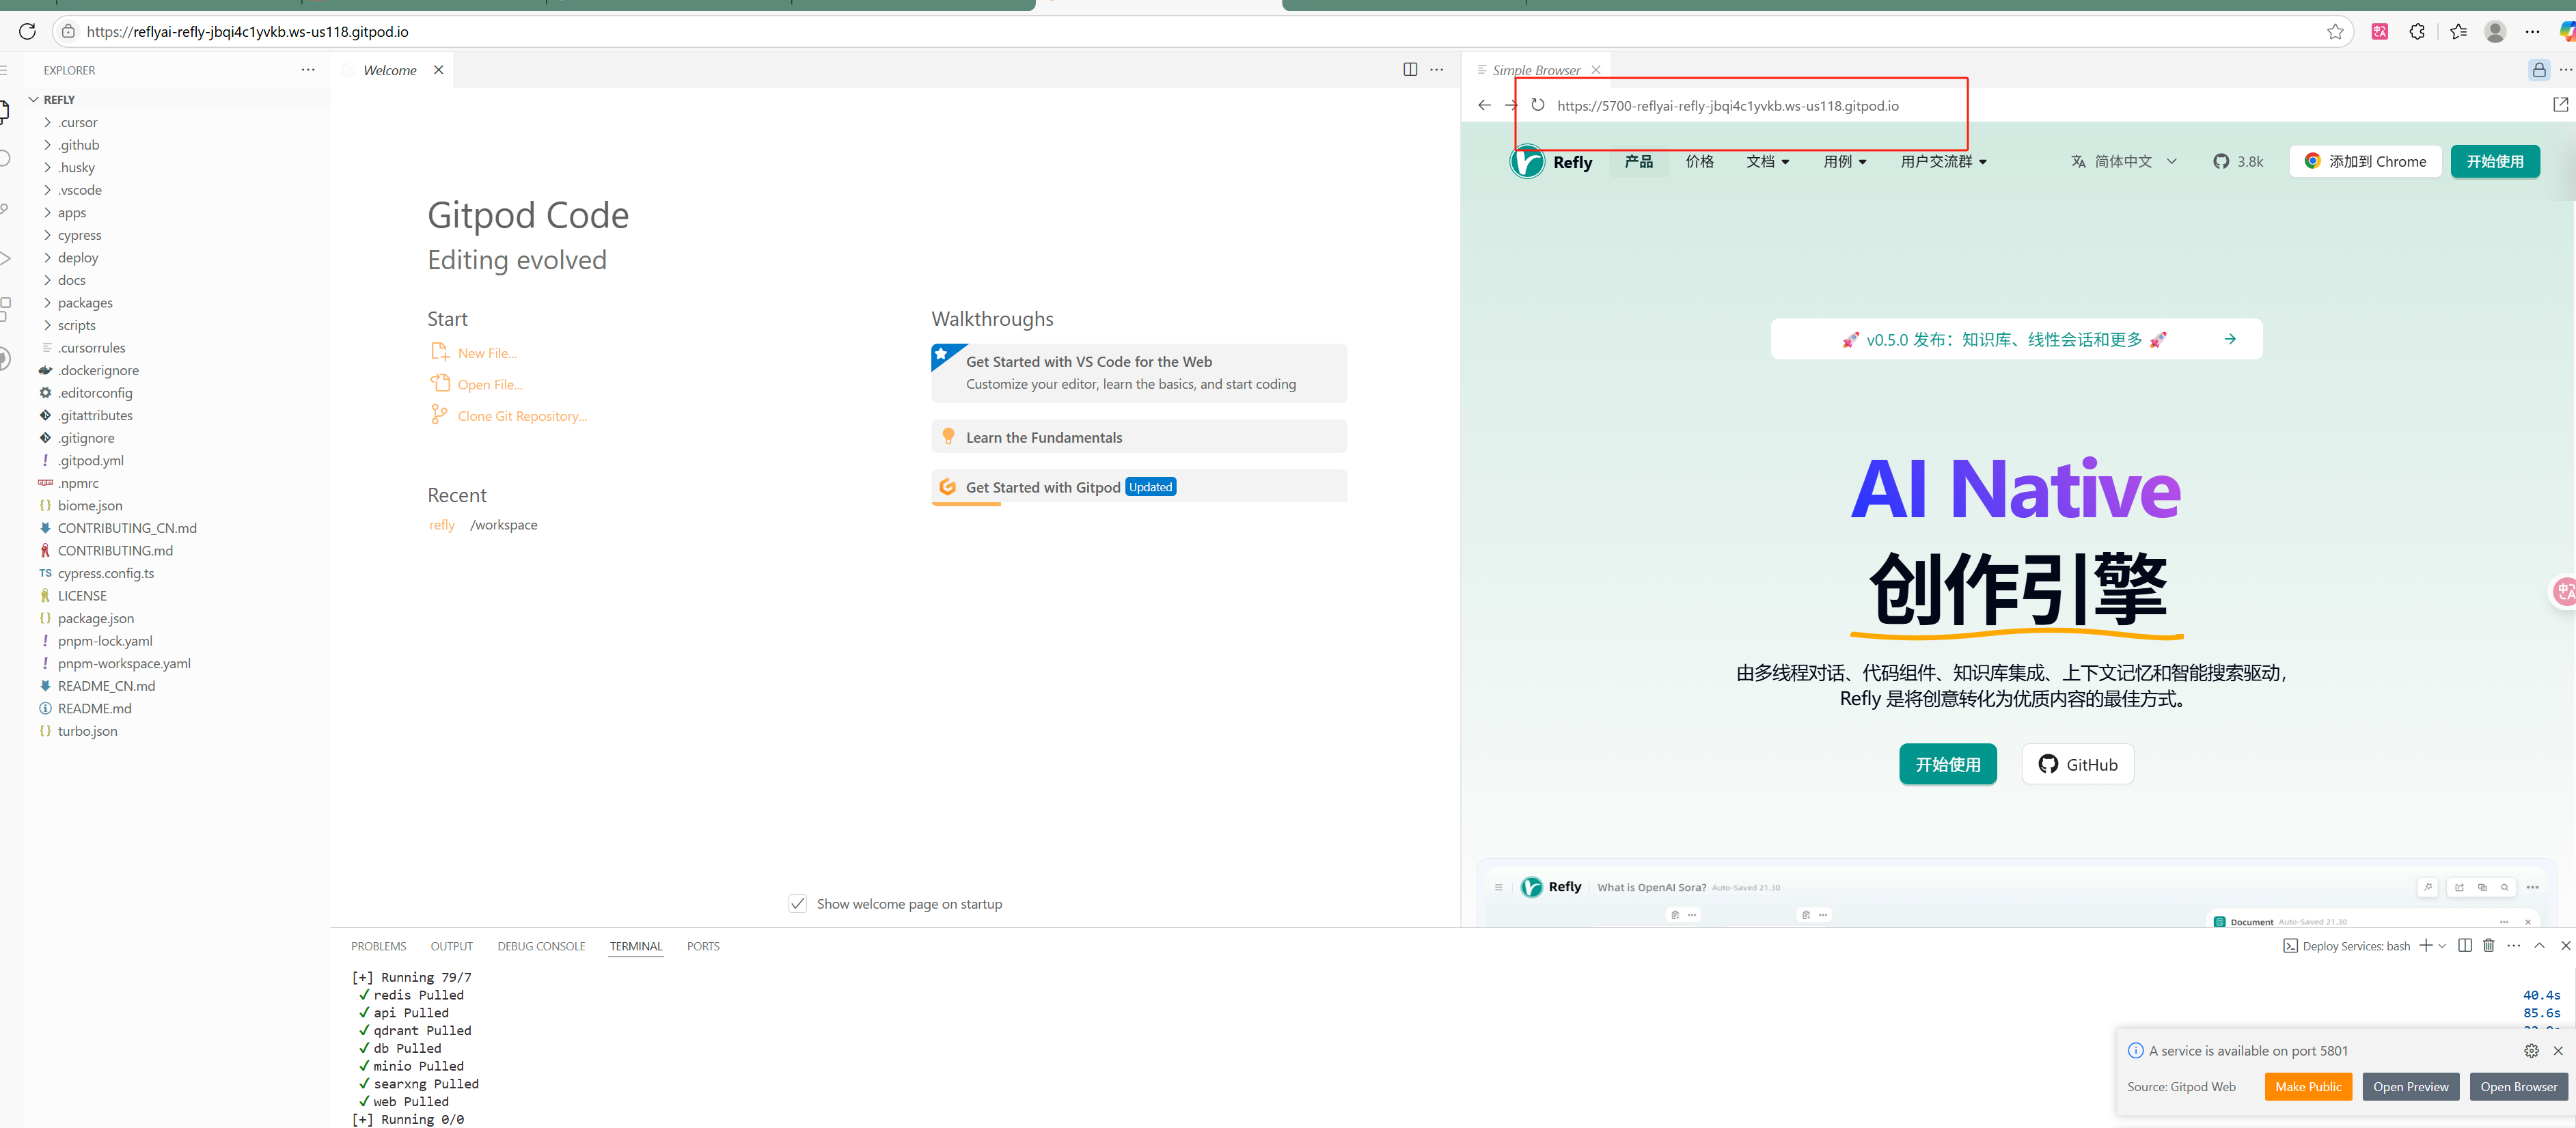 https://reflyai-refly-jbqi4c1yvkb.ws-us118.gitpod.io
EXPLORER
REFLY
.cursor
.github
.husky
.vscode
apps
cypress
deploy
docs
packages
scripts
.cursorrules
.dockerignore
.editorconfig
.gitattributes
.gitignore
.gitpod.yml
.npmrc
biome.json
CONTRIBUTING_CN.md
CONTRIBUTING.md
TS cypress.config.ts
LICENSE
package.json
pnpm-lock.yaml
pnpm-workspace.yaml
README_CN.md
README.md
turbo.json
Welcome
Gitpod Code
Editing evolved
Start
New File...
Open File...
Clone Git Repository...
Recent
refly /workspace
Walkthroughs
Get Started with VS Code for the Web
Customize your editor, learn the basics, and start coding
Learn the Fundamentals
Get Started with Gitpod Updated
Show welcome page on startup
Simple Browser
https://5700-reflyai-refly-jbqi4c1yvkb.ws-us118.gitpod.io
Refly 产品 价格 文档 用例 用户交流群 简体中文 3.8k 添加到 Chrome 开始使用
🚀 v0.5.0 发布：知识库、线性会话和更多 🚀
AI Native
创作引擎
由多线程对话、代码组件、知识库集成、上下文记忆和智能搜索驱动，
Refly 是将创意转化为优质内容的最佳方式。
开始使用 GitHub
Refly What is OpenAI Sora? Auto-Saved 21.30
Document Auto-Saved 21.30
PROBLEMS OUTPUT DEBUG CONSOLE TERMINAL PORTS
Deploy Services: bash
[+] Running 79/7
✓ redis Pulled 40.4s
✓ api Pulled 85.6s
✓ qdrant Pulled
✓ db Pulled
✓ minio Pulled
✓ searxng Pulled
✓ web Pulled
[+] Running 0/0
A service is available on port 5801
Source: Gitpod Web Make Public Open Preview Open Browser